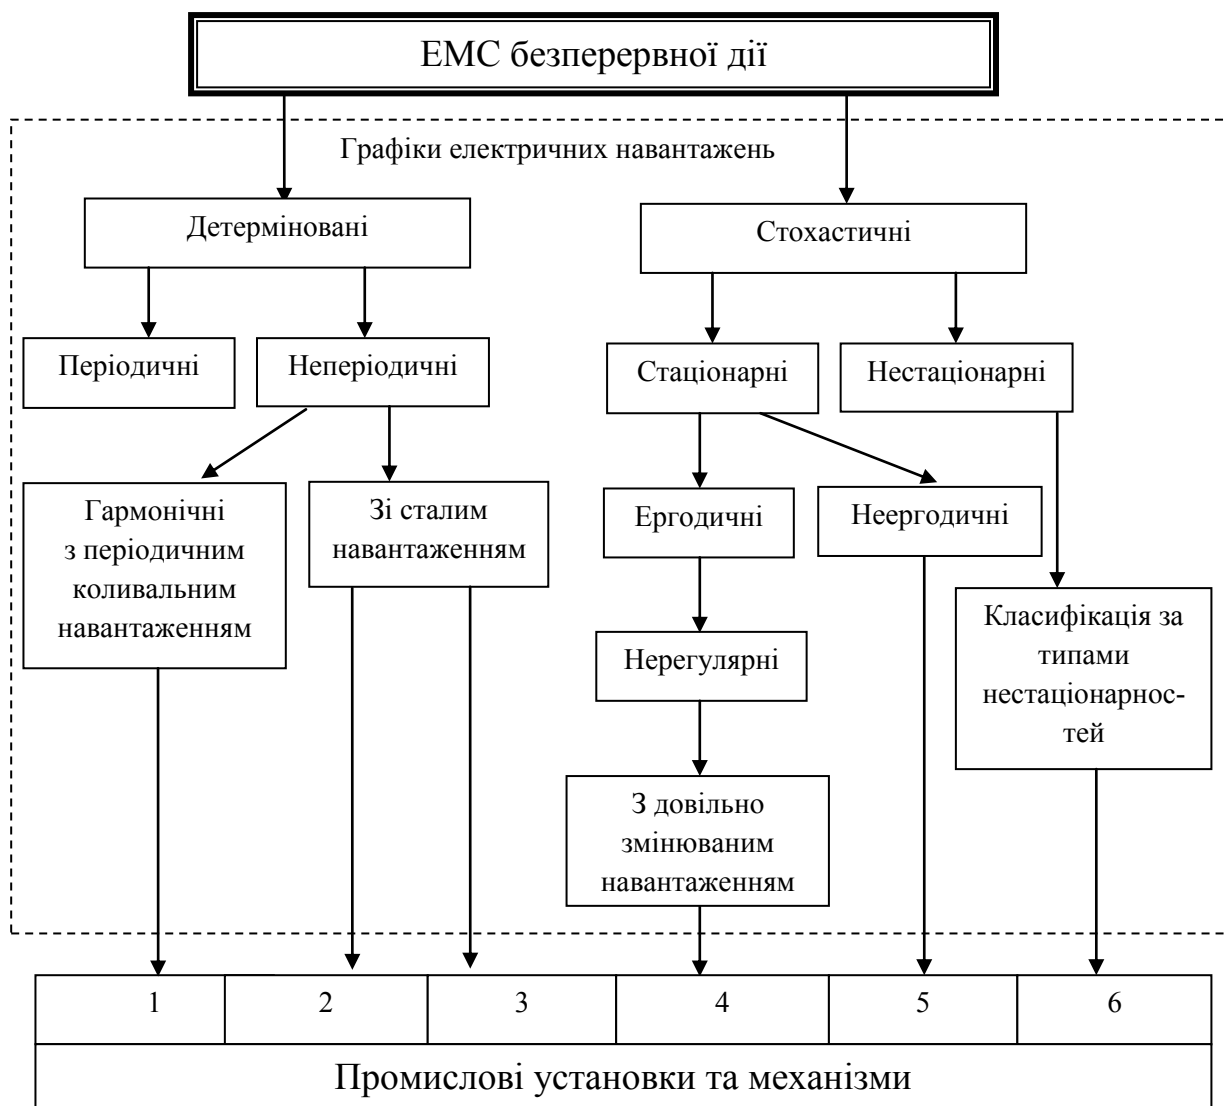 ЕМС безперервної дії
Графіки електричних навантажень
Детерміновані
Стохастичні
Періодичні
Неперіодичні
Стаціонарні
Нестаціонарні
Гармонічні
з періодичним
коливальним
навантаженням
Зі сталим
навантаженням
Ергодичні
Неергодичні
Класифікація за
типами
нестаціонарнос-
тей
Нерегулярні
З довільно
змінюваним
навантаженням
1
2
3
4
5
6
Промислові установки та механізми